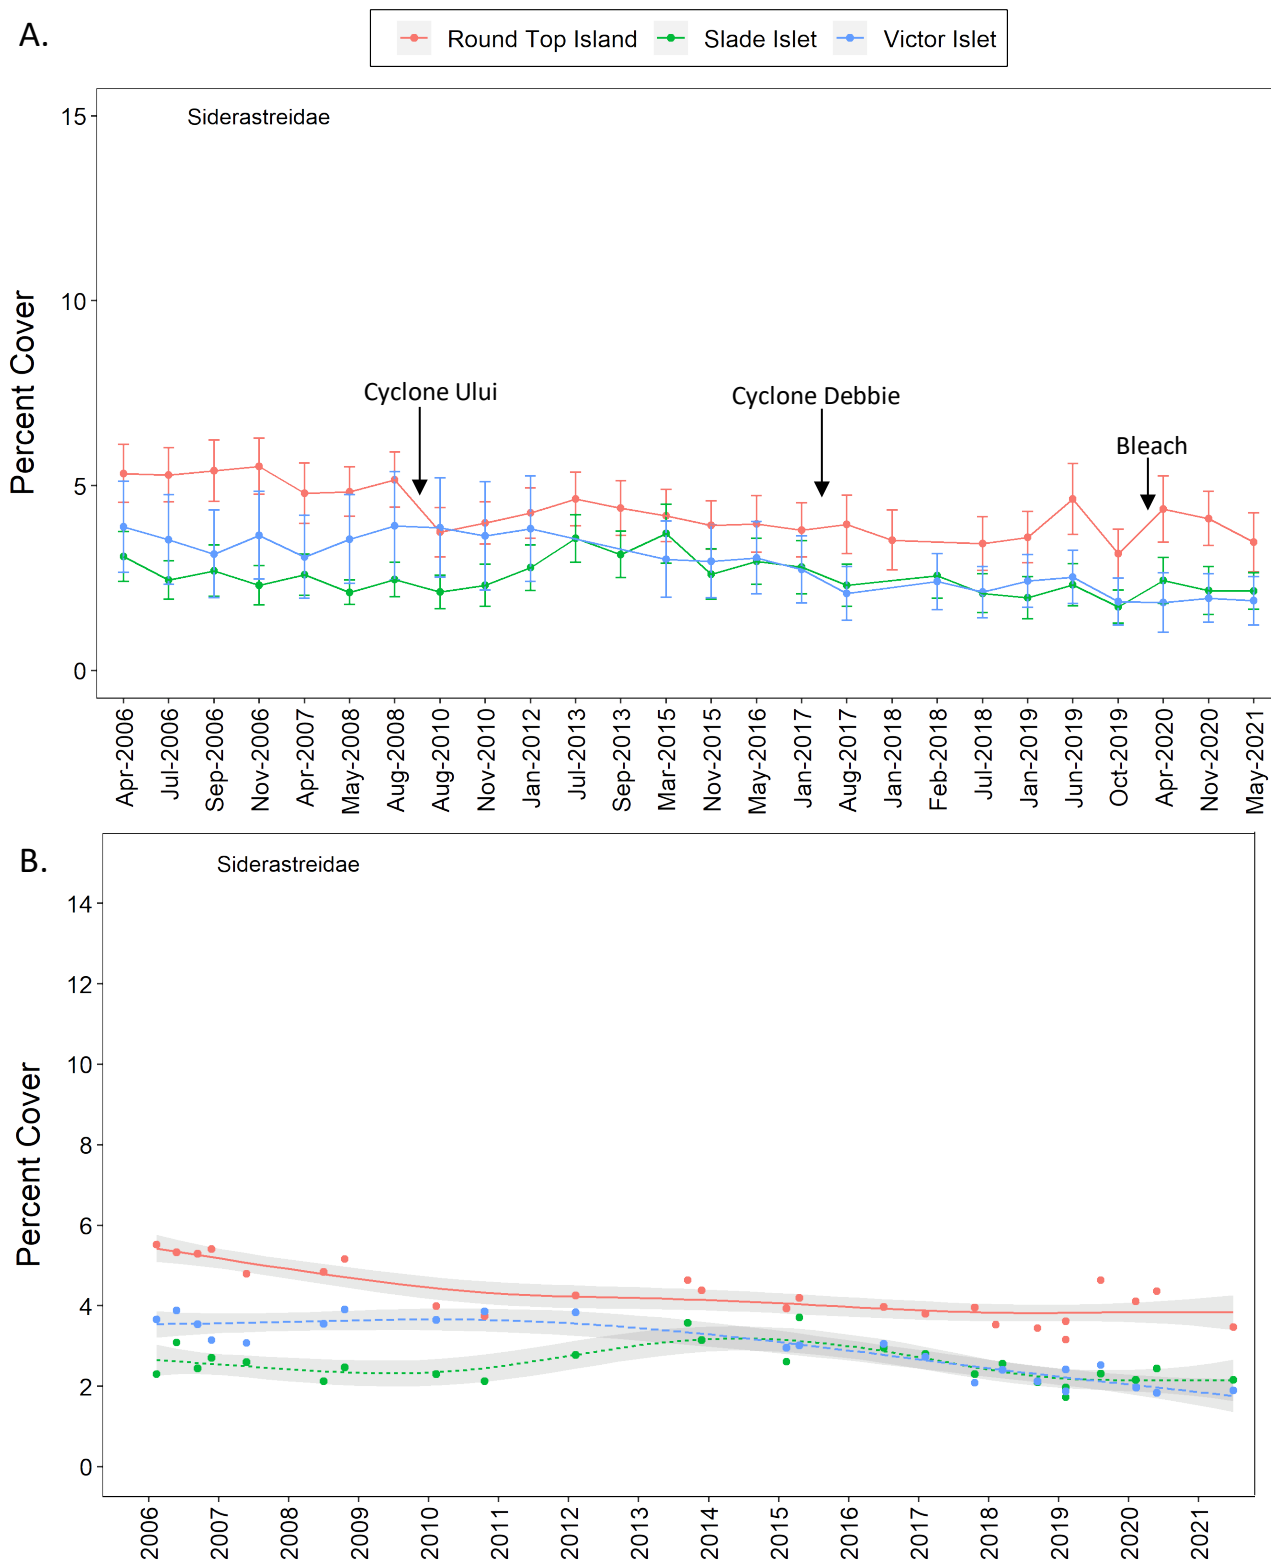 A.
Round Top Island Slade Islet Victor Islet
Siderastreidae
15
10
5
0
Percent Cover
Cyclone Ului
Cyclone Debbie
Bleach
Apr-2006
Jul-2006
Sep-2006
Nov-2006
Apr-2007
May-2008
Aug-2008
Aug-2010
Nov-2010
Jan-2012
Jul-2013
Sep-2013
Mar-2015
Nov-2015
May-2016
Jan-2017
Aug-2017
Jan-2018
Feb-2018
Jul-2018
Jan-2019
Jun-2019
Oct-2019
Apr-2020
Nov-2020
May-2021
B.
Siderastreidae
14
12
10
8
6
4
2
0
Percent Cover
2006
2007
2008
2009
2010
2011
2012
2013
2014
2015
2016
2017
2018
2019
2020
2021